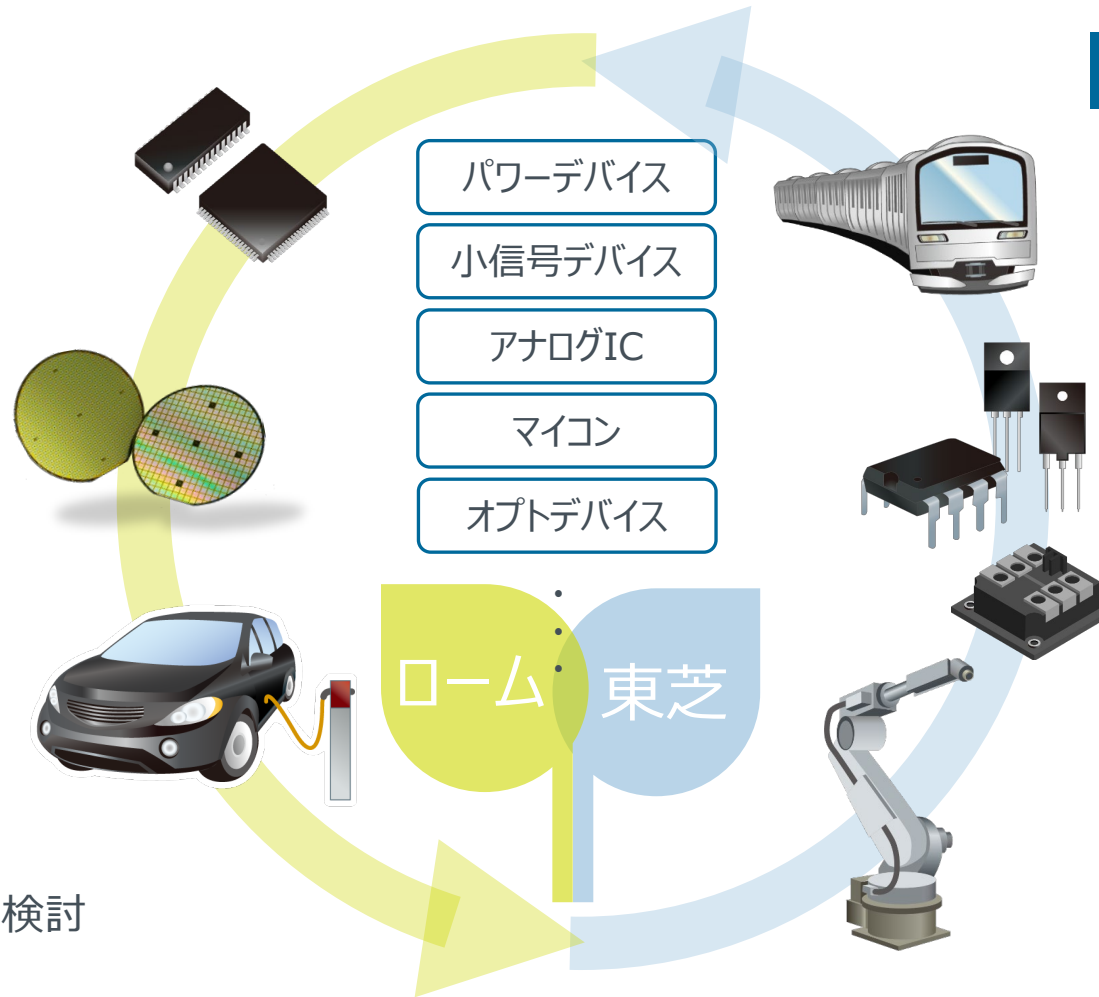 パワーデバイス
小信号デバイス
アナログIC
マイコン
オプトデバイス
ローム
東芝
検討